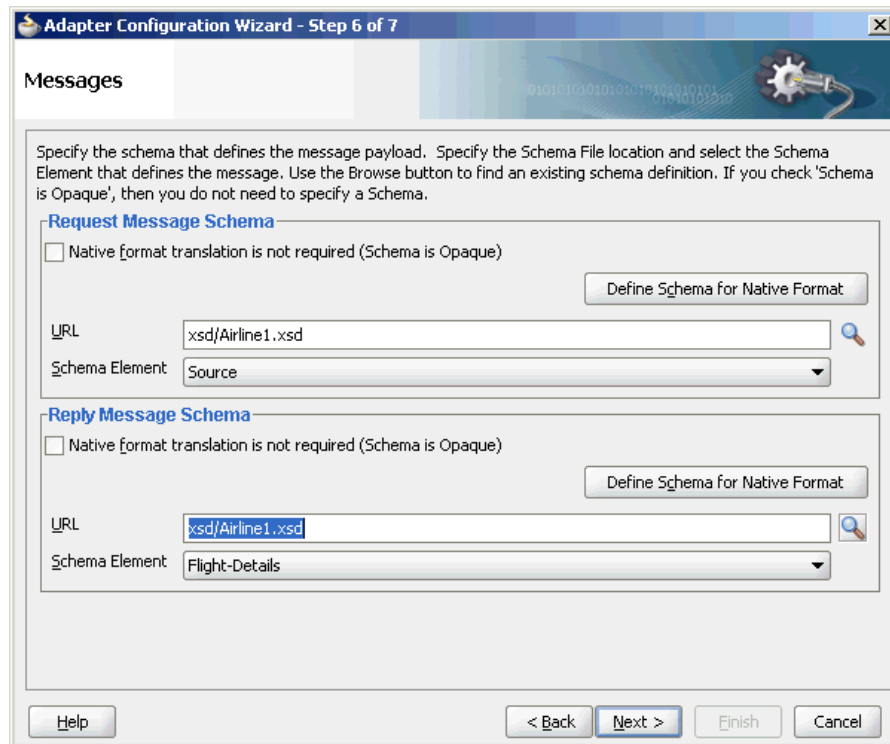 Adapter Configuration Wizard - Step 6 of 7
Messages
0101010101010101010101010101
01010101010
Specify the schema that defines the message payload.  Specify the Schema File location and select the Schema
Element that defines the message. Use the Browse button to find an existing schema definition. If you check 'Schema
is Opaque', then you do not need to specify a Schema.
Request Message Schema
Native format translation is not required (Schema is Opaque)
Define Schema for Native Format
URL
xsd/Airline1.xsd
Schema Element
Source
Reply Message Schema
Native format translation is not required (Schema is Opaque)
Define Schema for Native Format
URL
xsd/Airline1.xsd
Schema Element
Flight-Details
Help
< Back
Next >
Finish
Cancel